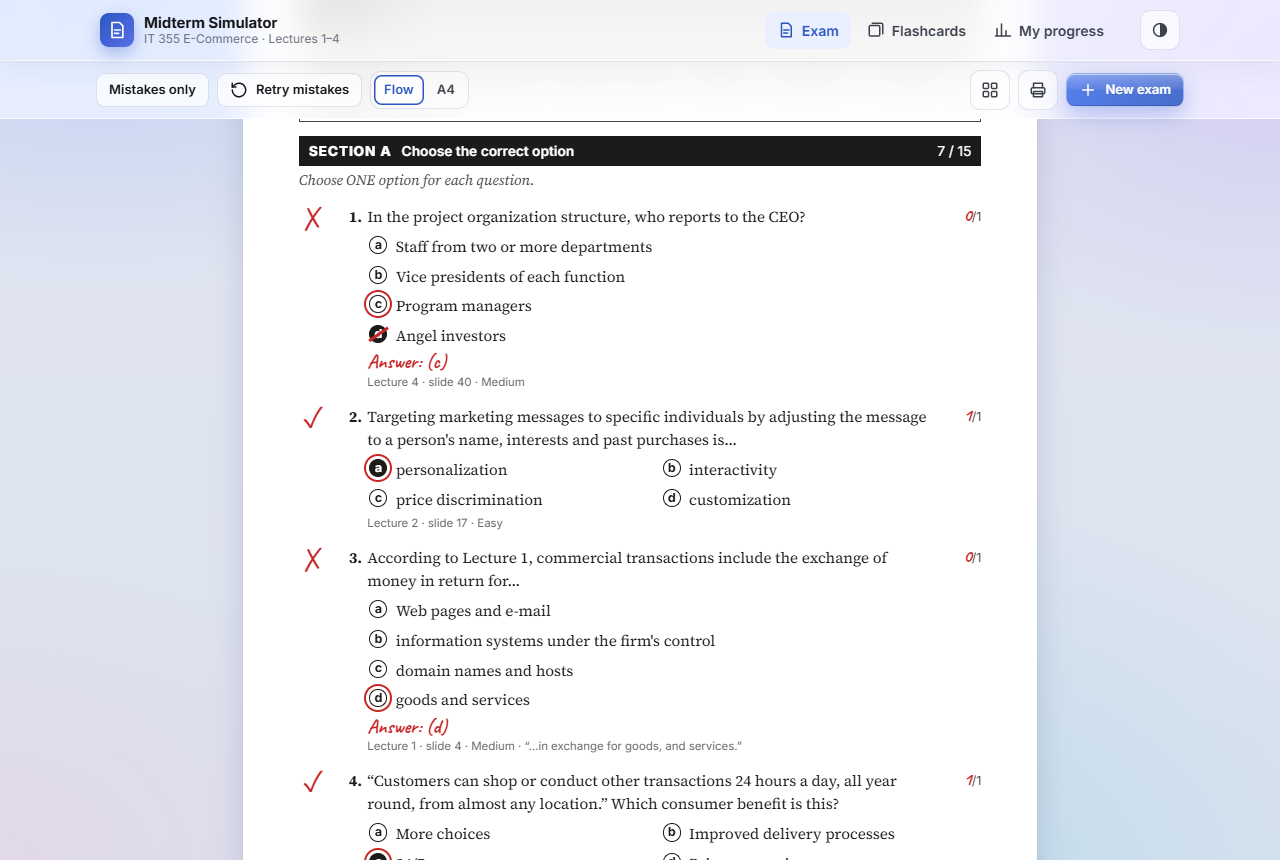 Midterm Simulator
IT 355 E-Commerce · Lectures 1–4
Exam
Flashcards
My progress
Mistakes only
Retry mistakes
Flow
A4
New exam
SECTION A Choose the correct option 7 / 15
Choose ONE option for each question.
1. In the project organization structure, who reports to the CEO? 0/1
a Staff from two or more departments
b Vice presidents of each function
c Program managers
Angel investors
Answer: (c)
Lecture 4 · slide 40 · Medium
2. Targeting marketing messages to specific individuals by adjusting the message 1/1
to a person's name, interests and past purchases is...
a personalization b interactivity
c price discrimination d customization
Lecture 2 · slide 17 · Easy
3. According to Lecture 1, commercial transactions include the exchange of 0/1
money in return for...
a Web pages and e-mail
b information systems under the firm's control
c domain names and hosts
d goods and services
Answer: (d)
Lecture 1 · slide 4 · Medium · “...in exchange for goods, and services.”
4. “Customers can shop or conduct other transactions 24 hours a day, all year 1/1
round, from almost any location.” Which consumer benefit is this?
a More choices b Improved delivery processes